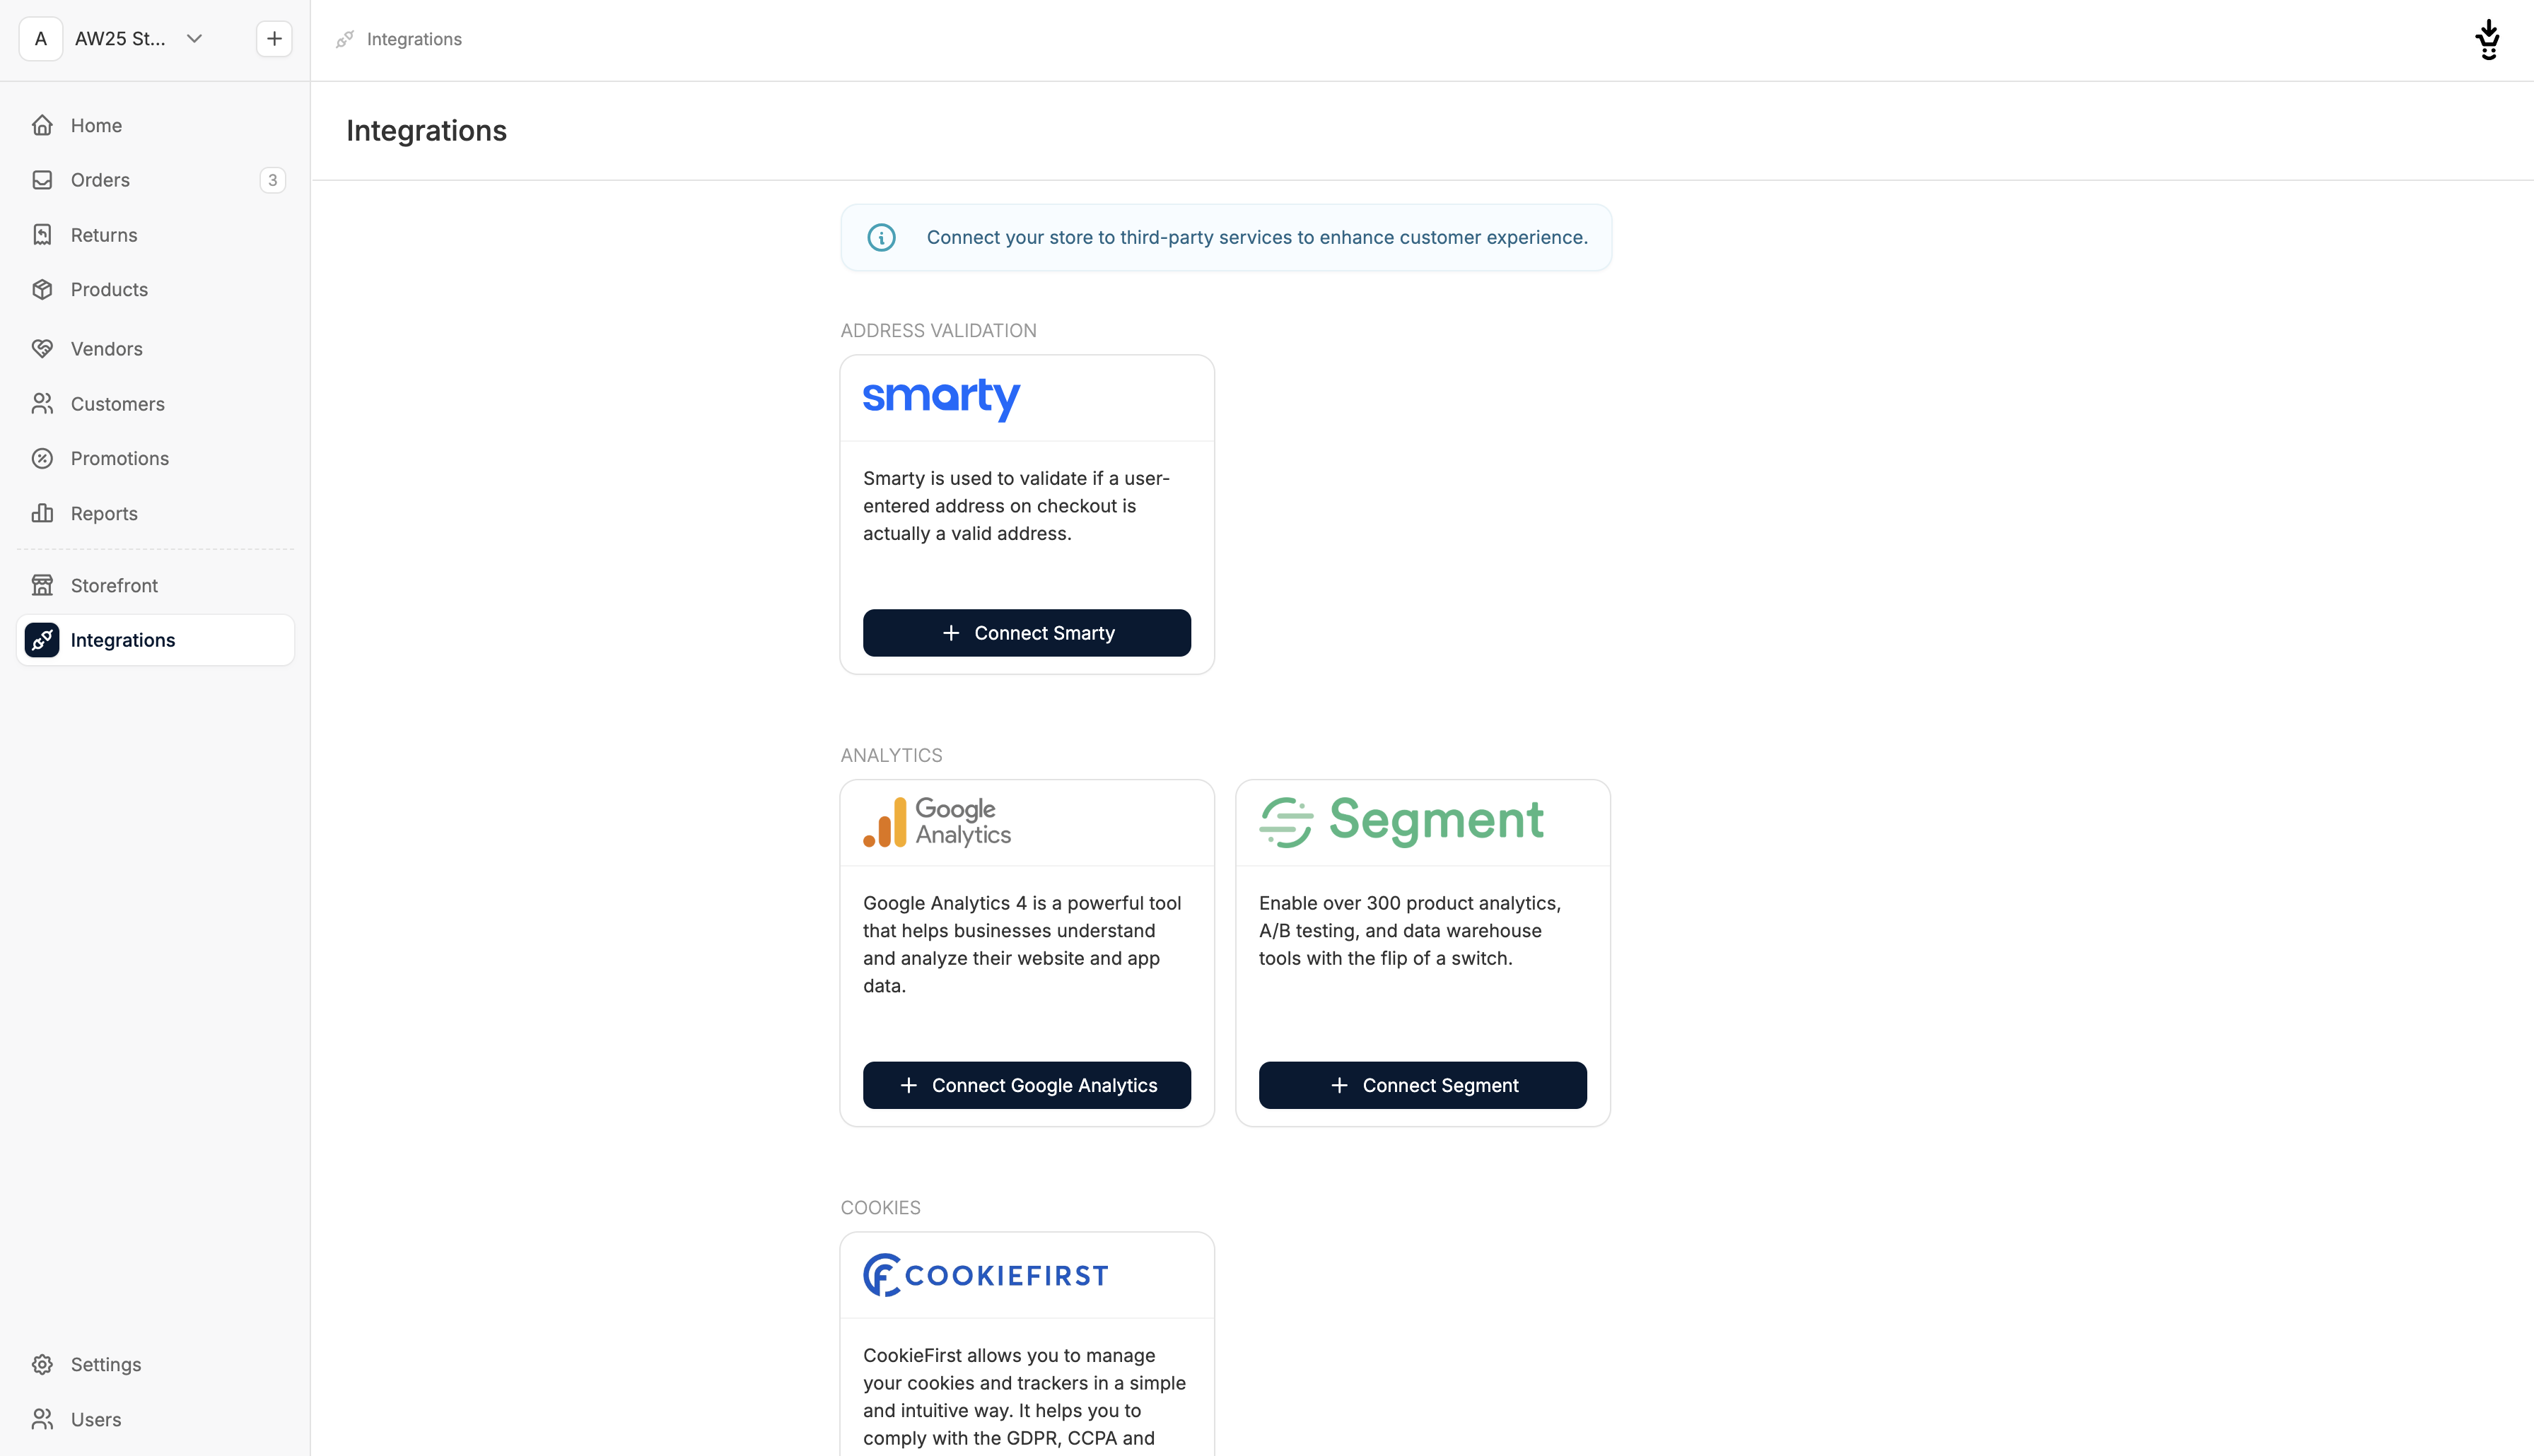 A
AW25 St...
Integrations
Home
Orders
3
Returns
Products
Vendors
Customers
Promotions
Reports
Storefront
Integrations
Settings
Users
Integrations
Connect your store to third-party services to enhance customer experience.
ADDRESS VALIDATION
smarty
Smarty is used to validate if a user-
entered address on checkout is
actually a valid address.
Connect Smarty
ANALYTICS
Google
Analytics
Google Analytics 4 is a powerful tool
that helps businesses understand
and analyze their website and app
data.
Connect Google Analytics
Segment
Enable over 300 product analytics,
A/B testing, and data warehouse
tools with the flip of a switch.
Connect Segment
COOKIES
COOKIEFIRST
CookieFirst allows you to manage
your cookies and trackers in a simple
and intuitive way. It helps you to
comply with the GDPR, CCPA and